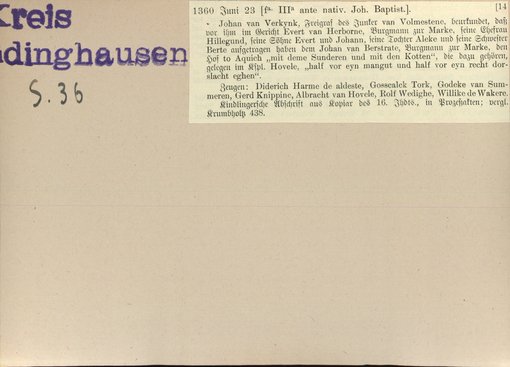 Kreis
dinghausen
S. 36
1360 Juni 23 [fa IIIa ante nativ. Joh. Baptist.]. [14
- Johan van Verkynk, Freigraf des Junker van Volmestene, beurkundet, daß
vor ihm im Gericht Evert van Herborne, Burgmann zur Marke, seine Ehefrau
Hillegund, seine Söhne Evert und Johann, seine Tochter Aleke und seine Schwester
Berte aufgetragen haben dem Johan van Berstrate, Burgmann zur Marke, den
Hof to Aquich „mit deme Sunderen und mit den Kotten“, die dazu gehören,
gelegen im Kspl. Hovele, „half vor eyn mangut und half vor eyn recht dor-
slacht eghen“.
Zeugen: Diderich Harme de aldeste, Gosscalck Tork, Godeke van Sum-
meren, Gerd Knippine, Albracht van Hovele, Rolf Wedighe, Willike de Wakere.
Kindlingersche Abschrift aus Kopiar des 16. Jhdts., in Prozeßakten; vergl.
Krumbholtz 438.